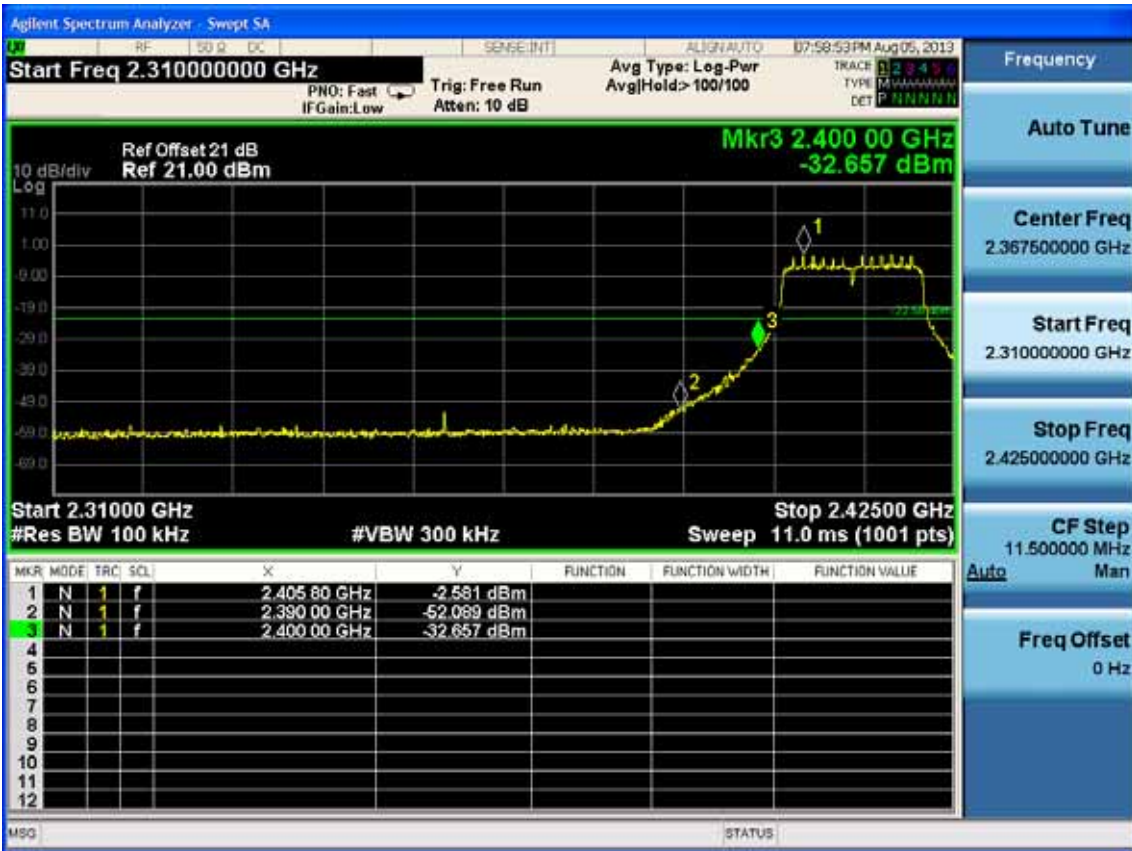 Agilent Spectrum Analyzer - Swept SA
RF 50 Ω DC SENSE:INT ALIGN AUTO 07:58:53 PM Aug 05, 2013
Start Freq 2.310000000 GHz
PNO: Fast
IFGain:Low
Trig: Free Run
Atten: 10 dB
Avg Type: Log-Pwr
Avg|Hold:> 100/100
TRACE 1 2 3 4 5 6
TYPE M
DET P N N N N N
Mkr3 2.400 00 GHz
-32.657 dBm
10 dB/div
Log
Ref Offset 21 dB
Ref 21.00 dBm
11.0
1.00
-9.00
-19.0
-29.0
-39.0
-49.0
-59.0
-69.0
1
2
3
Start 2.31000 GHz
Stop 2.42500 GHz
#Res BW 100 kHz
#VBW 300 kHz
Sweep 11.0 ms (1001 pts)
MKR MODE TRC SCL X Y FUNCTION FUNCTION WIDTH FUNCTION VALUE
1 N 1 f 2.405 80 GHz -2.581 dBm
2 N 1 f 2.390 00 GHz -52.089 dBm
3 N 1 f 2.400 00 GHz -32.657 dBm
4
5
6
7
8
9
10
11
12
MSG
STATUS
Frequency
Auto Tune
Center Freq
2.367500000 GHz
Start Freq
2.310000000 GHz
Stop Freq
2.425000000 GHz
CF Step
11.500000 MHz
Auto Man
Freq Offset
0 Hz